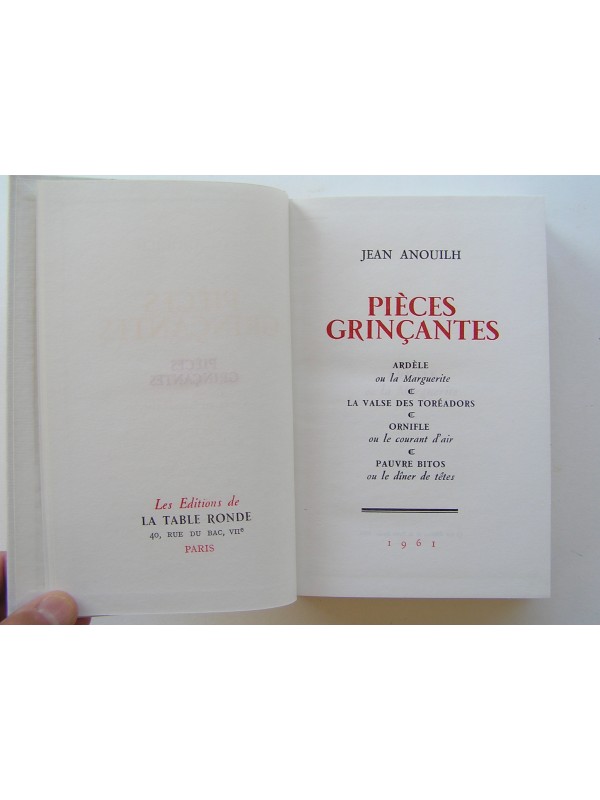 Les Editions de
LA TABLE RONDE
40, RUE DU BAC, VIIe
PARIS
JEAN ANOUILH
PIÈCES
GRINÇANTES
ARDÈLE
ou la Marguerite
LA VALSE DES TORÉADORS
ORNIFLE
ou le courant d'air
PAUVRE BITOS
ou le dîner de têtes
1961